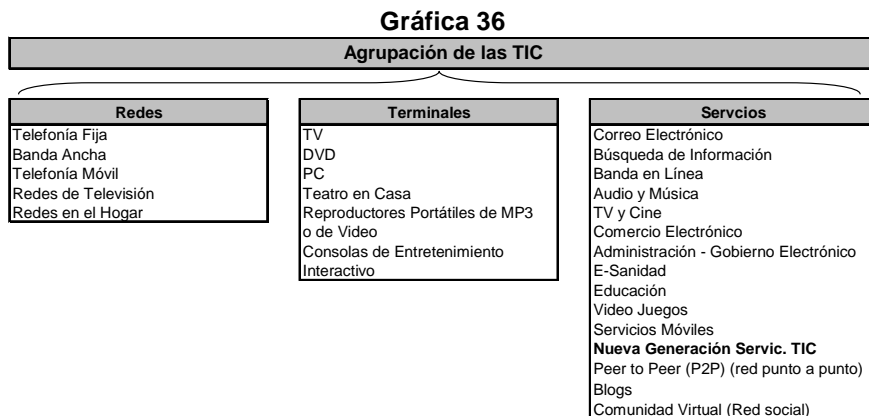 Gráfica 36
Agrupación de las TIC
Redes
Telefonía Fija
Banda Ancha
Telefonía Móvil
Redes de Televisión
Redes en el Hogar
Terminales
TV
DVD
PC
Teatro en Casa
Reproductores Portátiles de MP3
o de Video
Consolas de Entretenimiento
Interactivo
Servcios
Correo Electrónico
Búsqueda de Información
Banda en Línea
Audio y Música
TV y Cine
Comercio Electrónico
Administración - Gobierno Electrónico
E-Sanidad
Educación
Video Juegos
Servicios Móviles
Nueva Generación Servic. TIC
Peer to Peer (P2P) (red punto a punto)
Blogs
Comunidad Virtual (Red social)